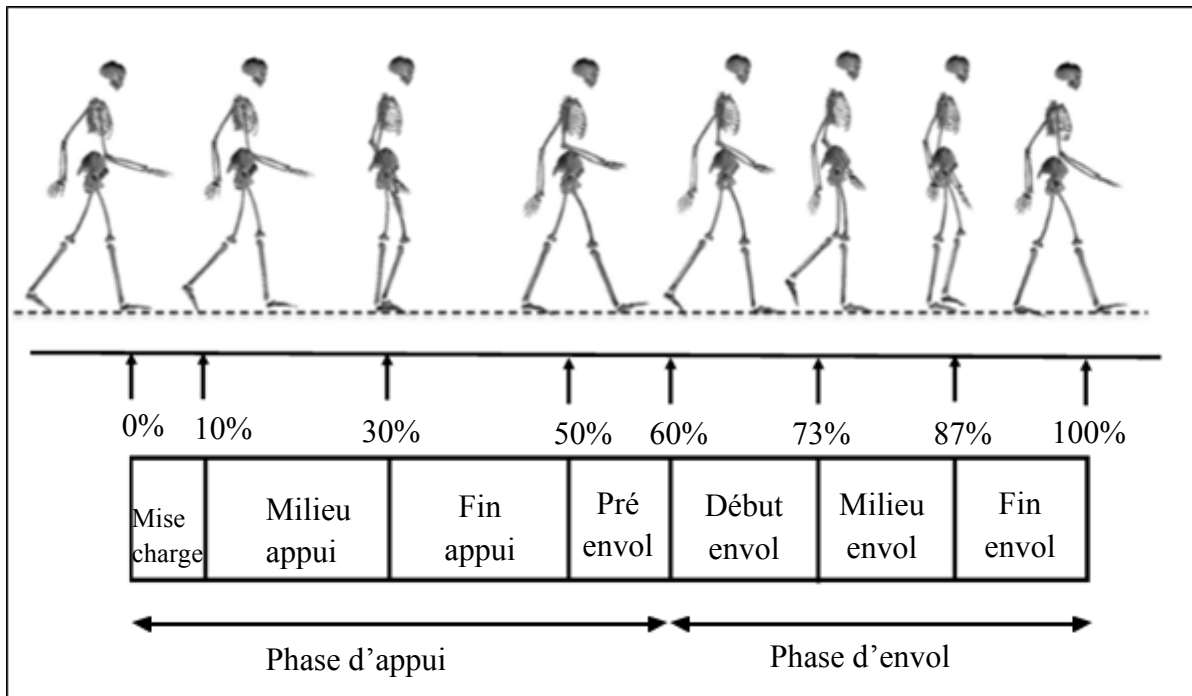 0% 10% 30% 50% 60% 73% 87% 100%
Mise
charge
Milieu
appui
Fin
appui
Pré
envol
Début
envol
Milieu
envol
Fin
envol
Phase d’appui
Phase d’envol